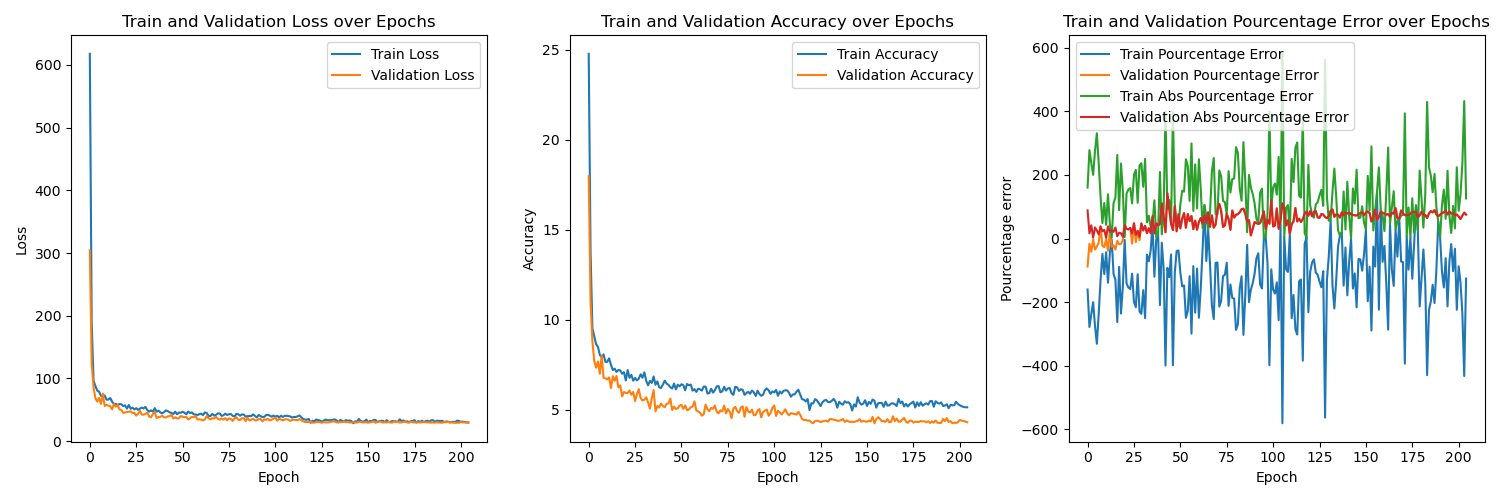 Train and Validation Loss over Epochs
Train Loss
Validation Loss
600
500
400
300
200
100
0
Loss
0 25 50 75 100 125 150 175 200
Epoch
Train and Validation Accuracy over Epochs
Train Accuracy
Validation Accuracy
25
20
15
10
5
Accuracy
0 25 50 75 100 125 150 175 200
Epoch
Train and Validation Pourcentage Error over Epochs
Train Pourcentage Error
Validation Pourcentage Error
Train Abs Pourcentage Error
Validation Abs Pourcentage Error
600
400
200
0
−200
−400
−600
Pourcentage error
0 25 50 75 100 125 150 175 200
Epoch